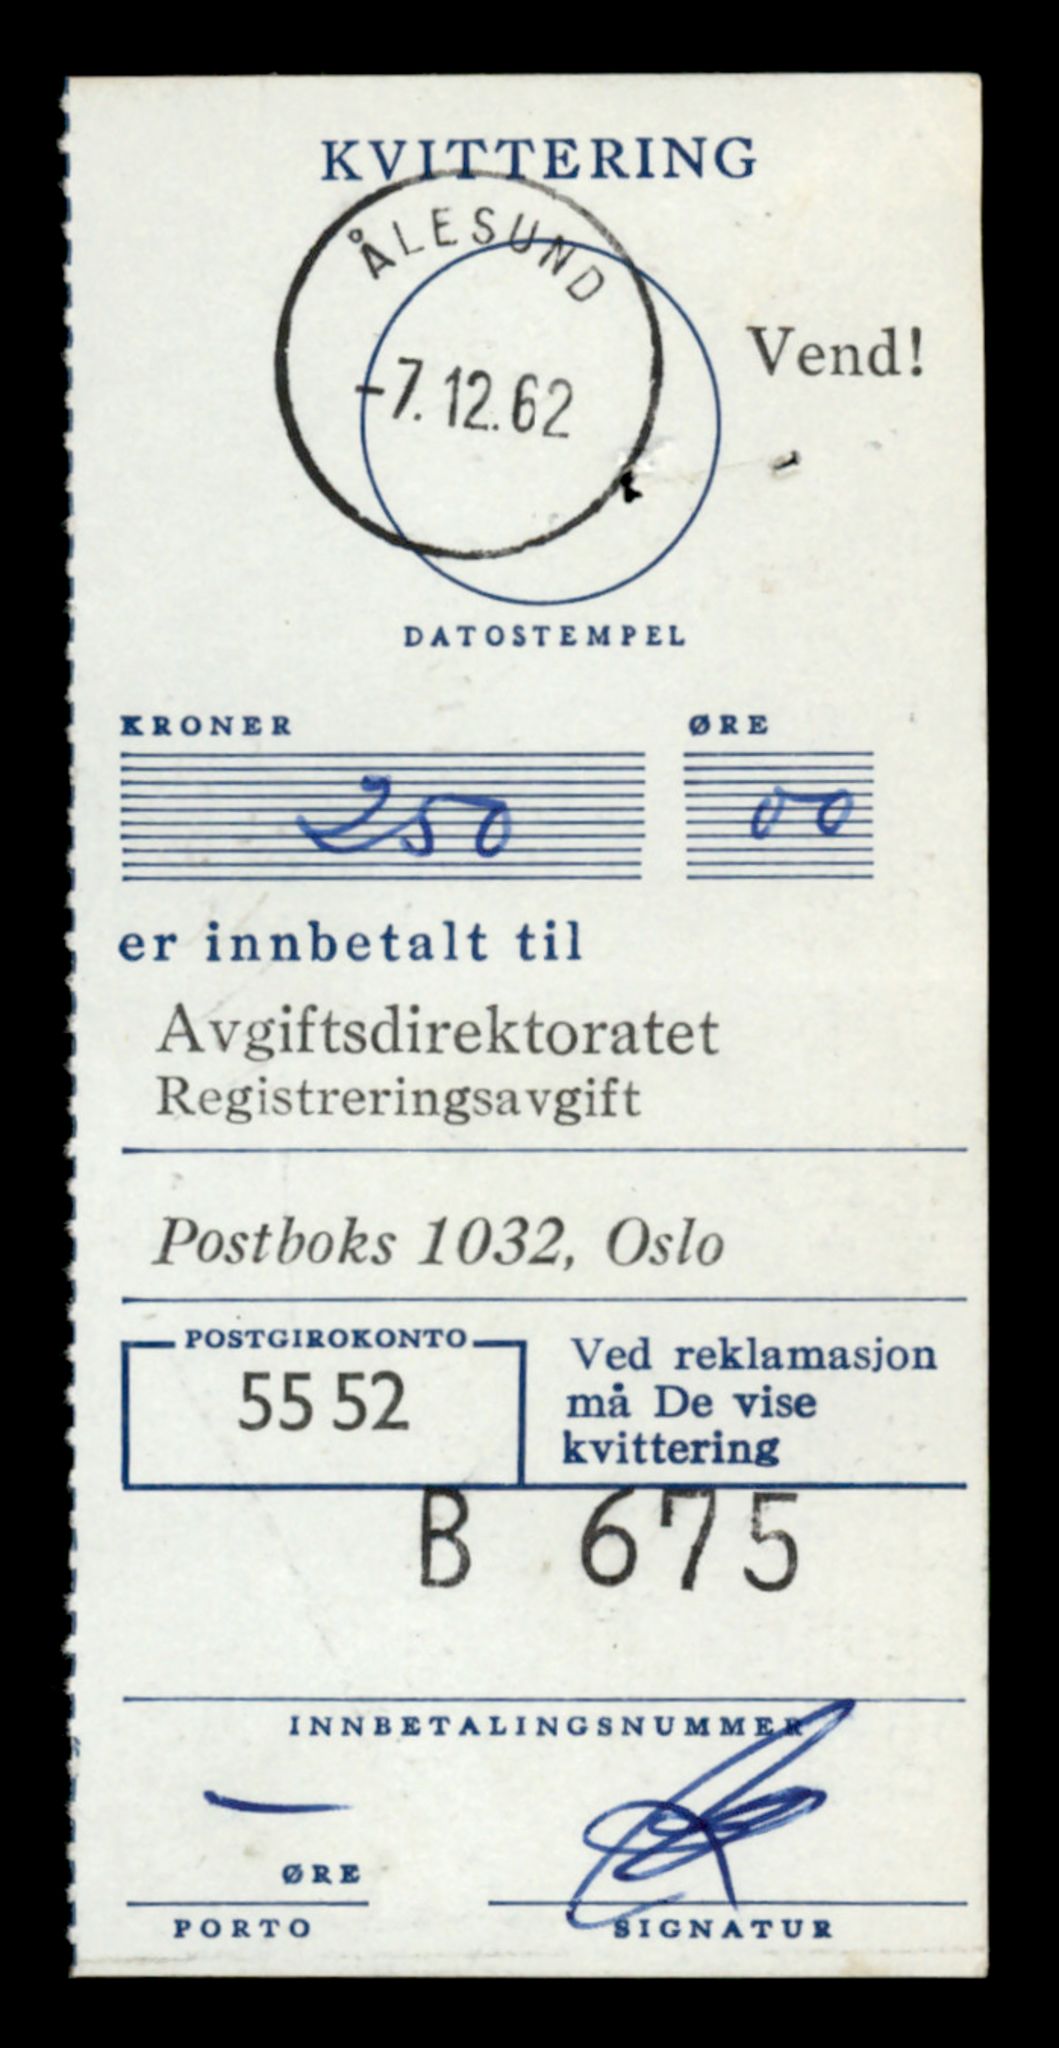 KVITTERING
ÅLESUND
-7.12.62
Vend!
DATOSTEMPEL
KRONER ØRE
250 00
er innbetalt til
Avgiftsdirektoratet
Registreringsavgift
Postboks 1032, Oslo
POSTGIROKONTO
55 52
Ved reklamasjon
må De vise
kvittering
B 675
INNBETALINGSNUMMER
—
ØRE
PORTO SIGNATUR